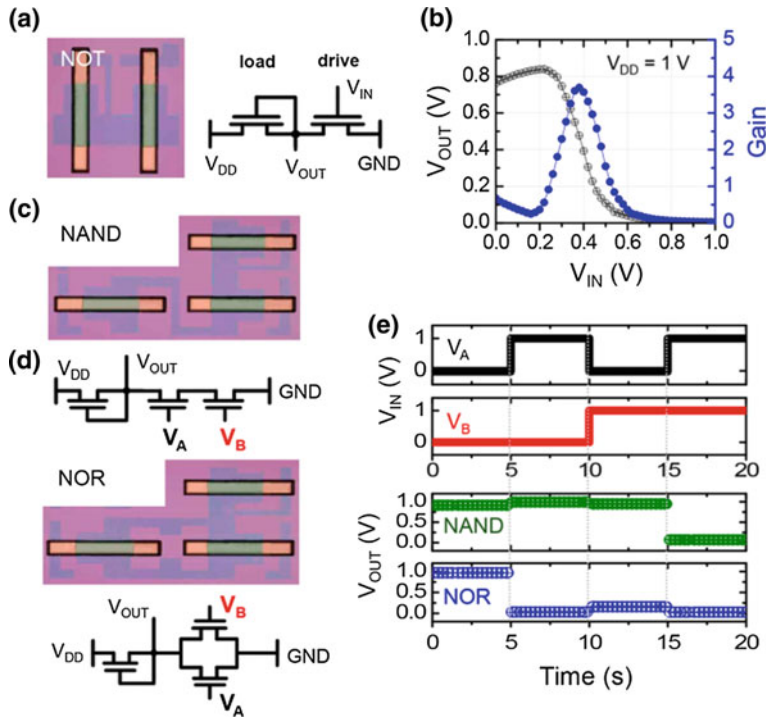 (a)
NOT
load
drive
V_IN
V_DD
V_OUT
GND
(b)
V_DD = 1 V
1.0
0.8
0.6
0.4
0.2
0.0
V_OUT (V)
5
4
3
2
1
0
Gain
0.0 0.2 0.4 0.6 0.8 1.0
V_IN (V)
(c)
NAND
(d)
V_DD
V_OUT
GND
V_A
V_B
NOR
V_OUT
V_B
V_DD
GND
V_A
(e)
V_IN (V)
1
0
V_A
1
0
V_B
0 5 10 15 20
V_OUT (V)
1.0
0.5
0.0
NAND
1.0
0.5
0.0
NOR
0 5 10 15 20
Time (s)